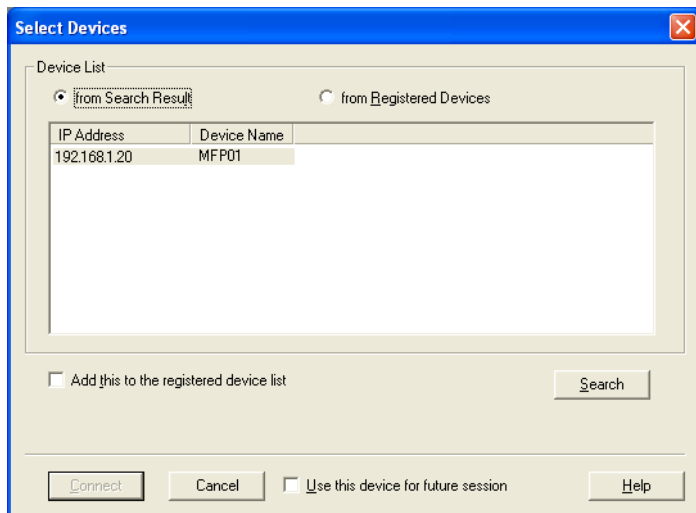 Select Devices
Device List
from Search Result from Registered Devices
IP Address Device Name
192.168.1.20 MFP01
Add this to the registered device list Search
Connect Cancel Use this device for future session Help